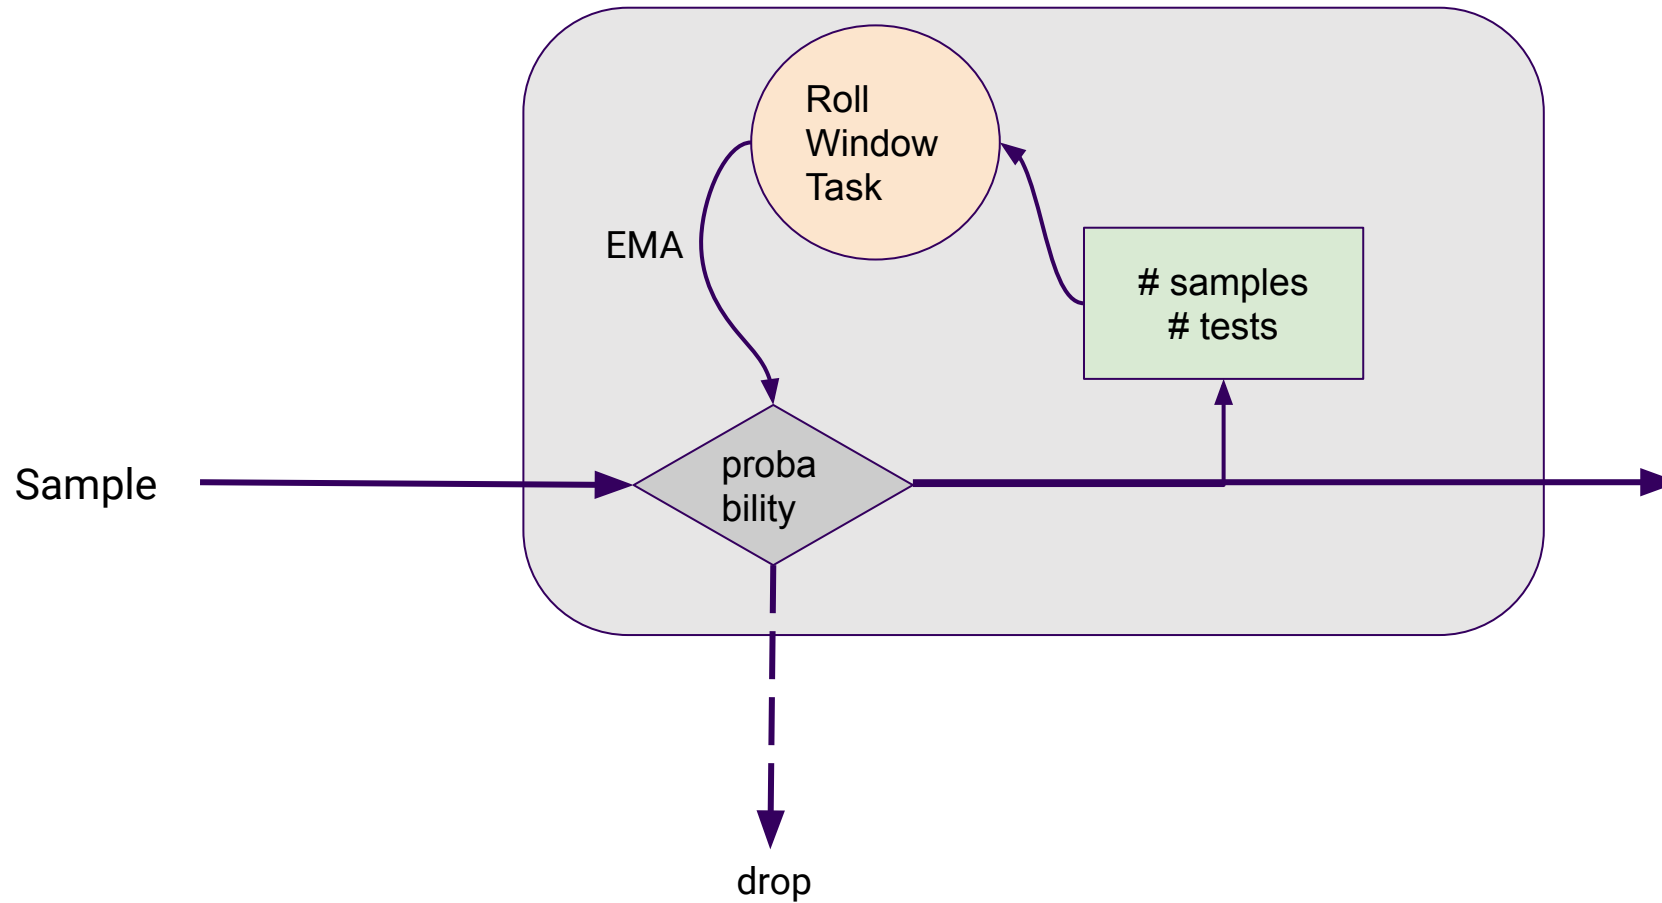 Roll
Window
Task
EMA
# samples
# tests
Sample
proba
bility
drop